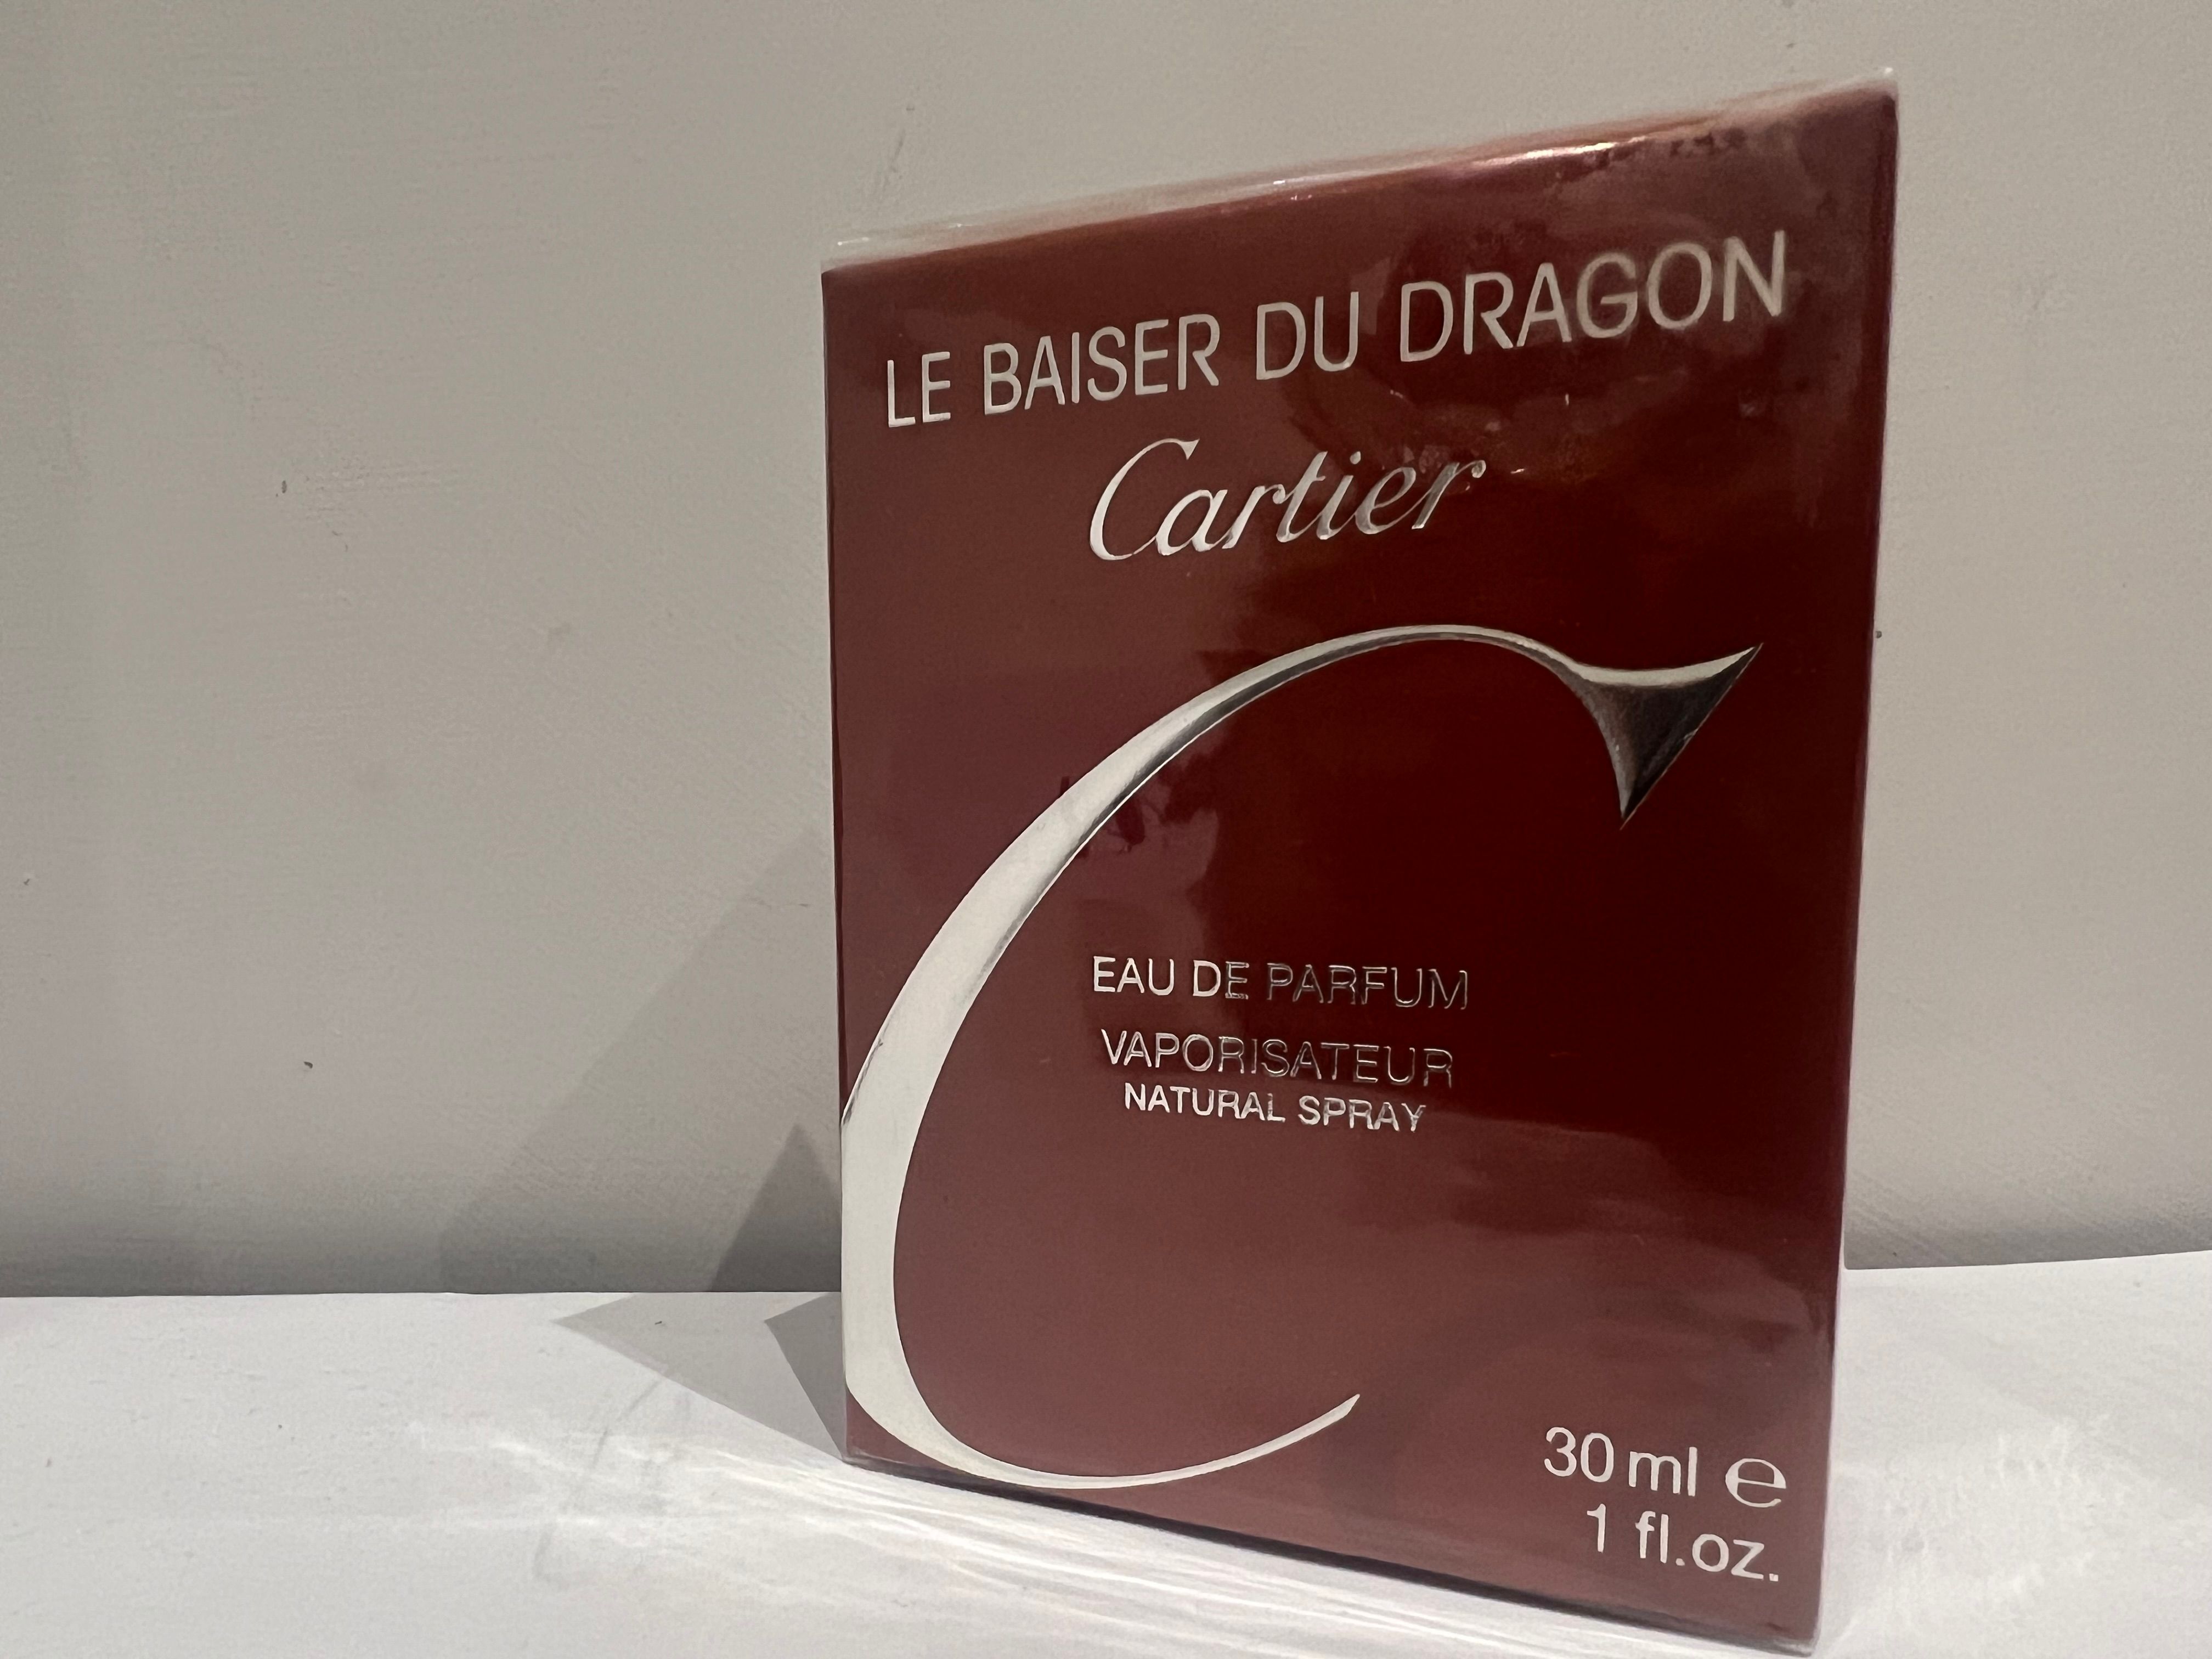 LE BAISER DU DRAGON
Cartier
EAU DE PARFUM
VAPORISATEUR
NATURAL SPRAY
30 ml ℮
1 fl.oz.